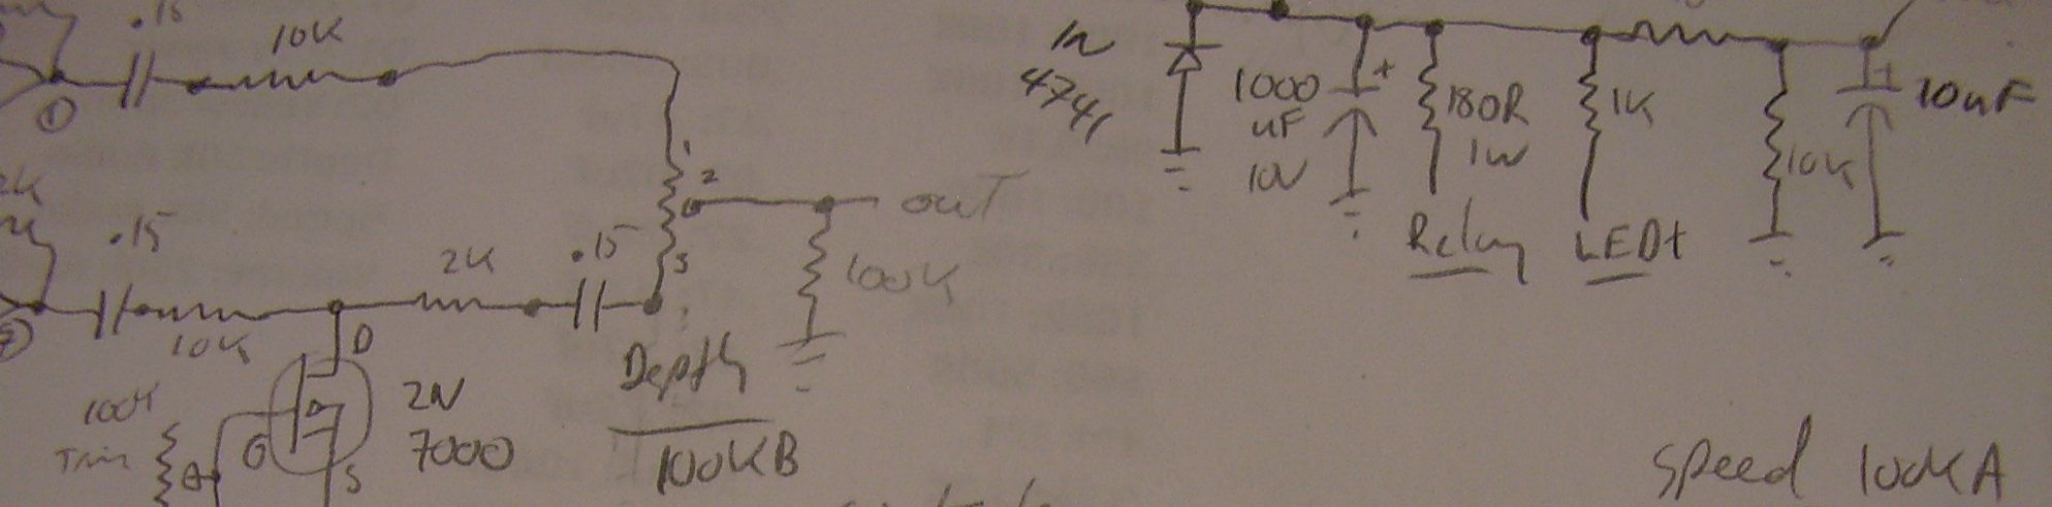 .15
10K
①
1
2
out
100K
3
.15
.15
2K
10K
D
G
S
2N
7000
100K
Trim
Depth
100KB
1N
4741
1000
uF
10V
+
180R
1W
Relay
1K
LED+
10K
+
10uF
Speed 100KA